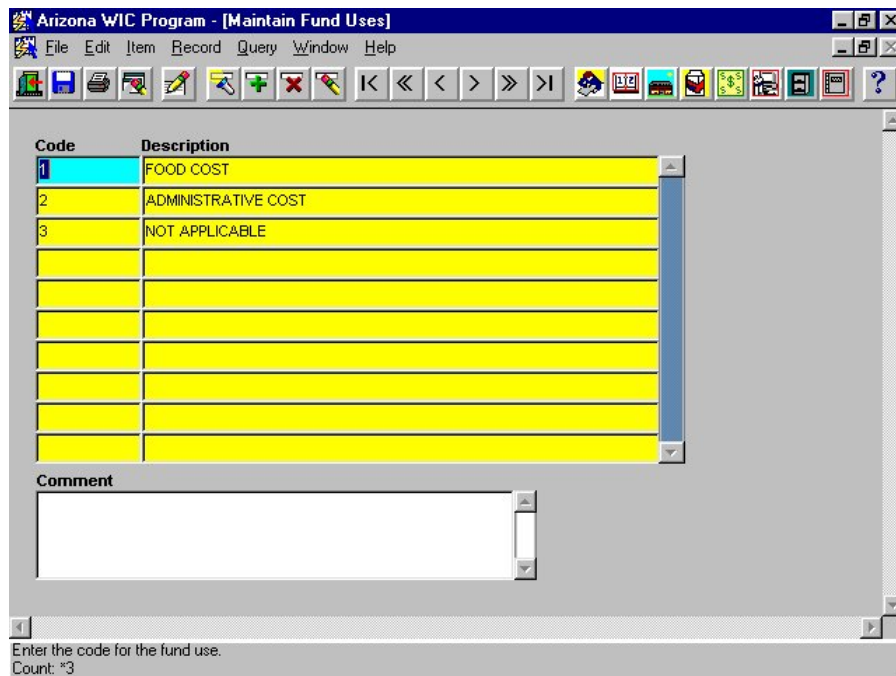 Arizona WIC Program - [Maintain Fund Uses]
File Edit Item Record Query Window Help
Code Description
1 FOOD COST
2 ADMINISTRATIVE COST
3 NOT APPLICABLE
Comment
Enter the code for the fund use.
Count: *3